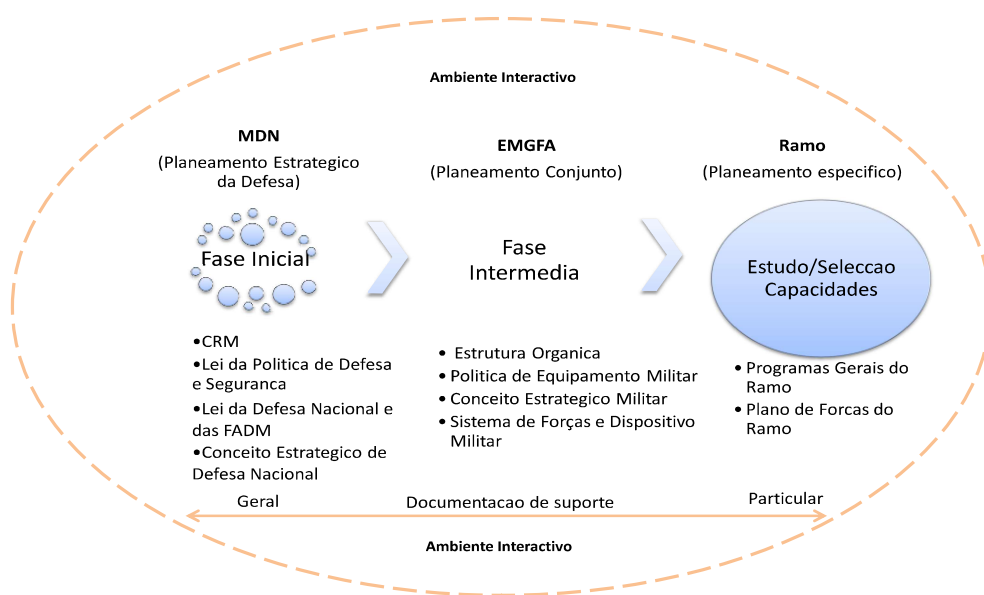 Ambiente Interactivo
MDN
(Planeamento Estrategico
da Defesa)
Fase Inicial
•CRM
•Lei da Politica de Defesa
e Seguranca
•Lei da Defesa Nacional e
das FADM
•Conceito Estrategico de
Defesa Nacional
EMGFA
(Planeamento Conjunto)
Fase
Intermedia
• Estrutura Organica
• Politica de Equipamento Militar
• Conceito Estrategico Militar
• Sistema de Forças e Dispositivo
Militar
Ramo
(Planeamento especifico)
Estudo/Seleccao
Capacidades
• Programas Gerais do
Ramo
• Plano de Forcas do
Ramo
Geral
Documentacao de suporte
Particular
Ambiente Interactivo